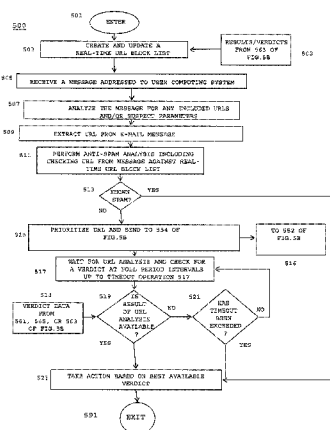 500
502
ENTER
503
CREATE AND UPDATE A
REAL-TIME URL BLOCK LIST
RESULTS/VERDICTS
FROM 563 OF
FIG.5B
RECEIVE A MESSAGE ADDRESSED TO USER COMPUTING SYSTEM
507
ANALYZE THE MESSAGE FOR ANY INCLUDED URLS
AND/OR SUSPECT PARAMETERS
509
EXTRACT URL FROM E-MAIL MESSAGE
511
PERFORM ANTI-SPAM ANALYSIS INCLUDING
CHECKING URL FROM MESSAGE AGAINST REAL-
TIME URL BLOCK LIST
513
KNOWN
SPAM?
YES
NO
515
PRIORITIZE URL AND SEND TO 554 OF
FIG.5B
TO 552 OF
FIG.5B
516
WAIT FOR URL ANALYSIS AND CHECK FOR
A VERDICT AT POLL PERIOD INTERVALS
UP TO TIMEOUT OPERATION 517
517
VERDICT DATA
FROM
561, 565, OR 563
OF FIG.5B
519
IS
RESULT
OF URL
ANALYSIS
AVAILABLE
?
NO
YES
521
HAS
TIMEOUT
BEEN
EXCEEDED
?
NO
YES
TAKE ACTION BASED ON BEST AVAILABLE
VERDICT
591
EXIT